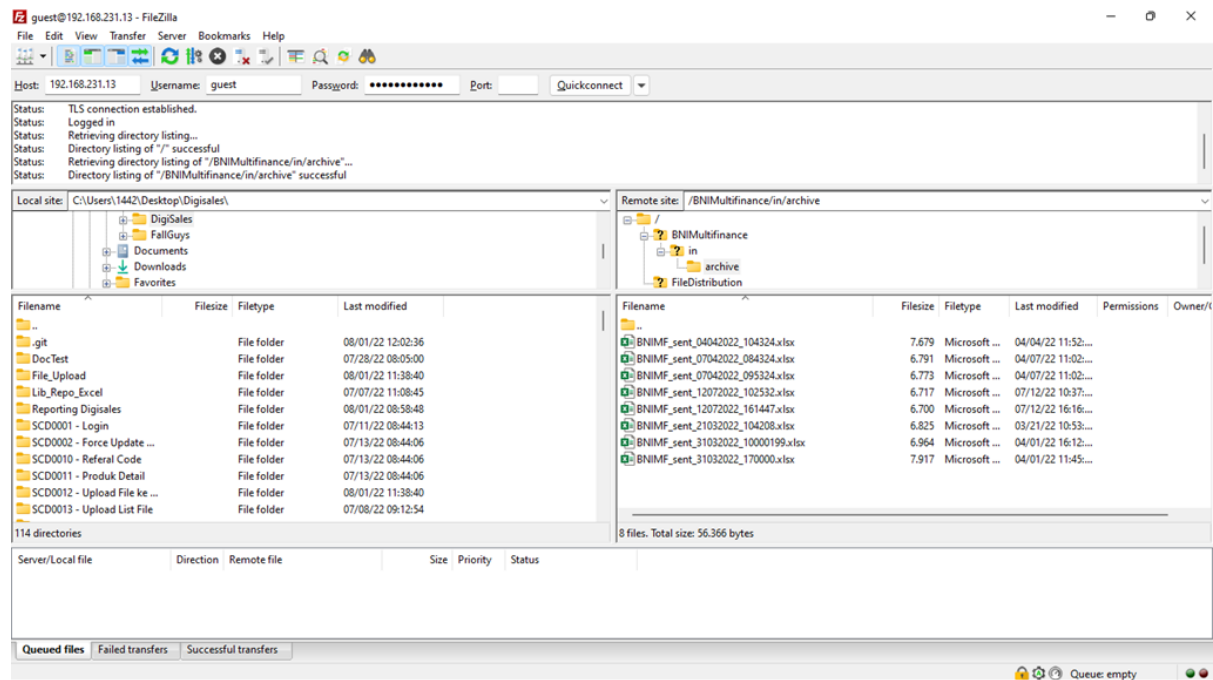 guest@192.168.231.13 - FileZilla
File Edit View Transfer Server Bookmarks Help
Host: 192.168.231.13 Username: guest Password: ●●●●●●●●●●●● Port: Quickconnect
Status: TLS connection established.
Status: Logged in
Status: Retrieving directory listing...
Status: Directory listing of "/" successful
Status: Retrieving directory listing of "/BNIMultifinance/in/archive"...
Status: Directory listing of "/BNIMultifinance/in/archive" successful
Local site: C:\Users\1442\Desktop\Digisales\
DigiSales
FallGuys
Documents
Downloads
Favorites
Filename Filesize Filetype Last modified
..
.git File folder 08/01/22 12:02:36
DocTest File folder 07/28/22 08:05:00
File_Upload File folder 08/01/22 11:38:40
Lib_Repo_Excel File folder 07/07/22 11:08:45
Reporting Digisales File folder 08/01/22 08:58:48
SCD0001 - Login File folder 07/11/22 08:44:13
SCD0002 - Force Update ... File folder 07/13/22 08:44:06
SCD0010 - Referal Code File folder 07/13/22 08:44:06
SCD0011 - Produk Detail File folder 07/13/22 08:44:06
SCD0012 - Upload File ke ... File folder 08/01/22 11:38:40
SCD0013 - Upload List File File folder 07/08/22 09:12:54
114 directories
Remote site: /BNIMultifinance/in/archive
/
BNIMultifinance
in
archive
FileDistribution
Filename Filesize Filetype Last modified Permissions Owner/
..
BNIMF_sent_04042022_104324.xlsx 7.679 Microsoft ... 04/04/22 11:52:...
BNIMF_sent_07042022_084324.xlsx 6.791 Microsoft ... 04/07/22 11:02:...
BNIMF_sent_07042022_095324.xlsx 6.773 Microsoft ... 04/07/22 11:02:...
BNIMF_sent_12072022_102532.xlsx 6.717 Microsoft ... 07/12/22 10:37:...
BNIMF_sent_12072022_161447.xlsx 6.700 Microsoft ... 07/12/22 16:16:...
BNIMF_sent_21032022_104208.xlsx 6.825 Microsoft ... 03/21/22 10:53:...
BNIMF_sent_31032022_10000199.xlsx 6.964 Microsoft ... 04/01/22 16:12:...
BNIMF_sent_31032022_170000.xlsx 7.917 Microsoft ... 04/01/22 11:45:...
8 files. Total size: 56.366 bytes
Server/Local file Direction Remote file Size Priority Status
Queued files Failed transfers Successful transfers
Queue: empty